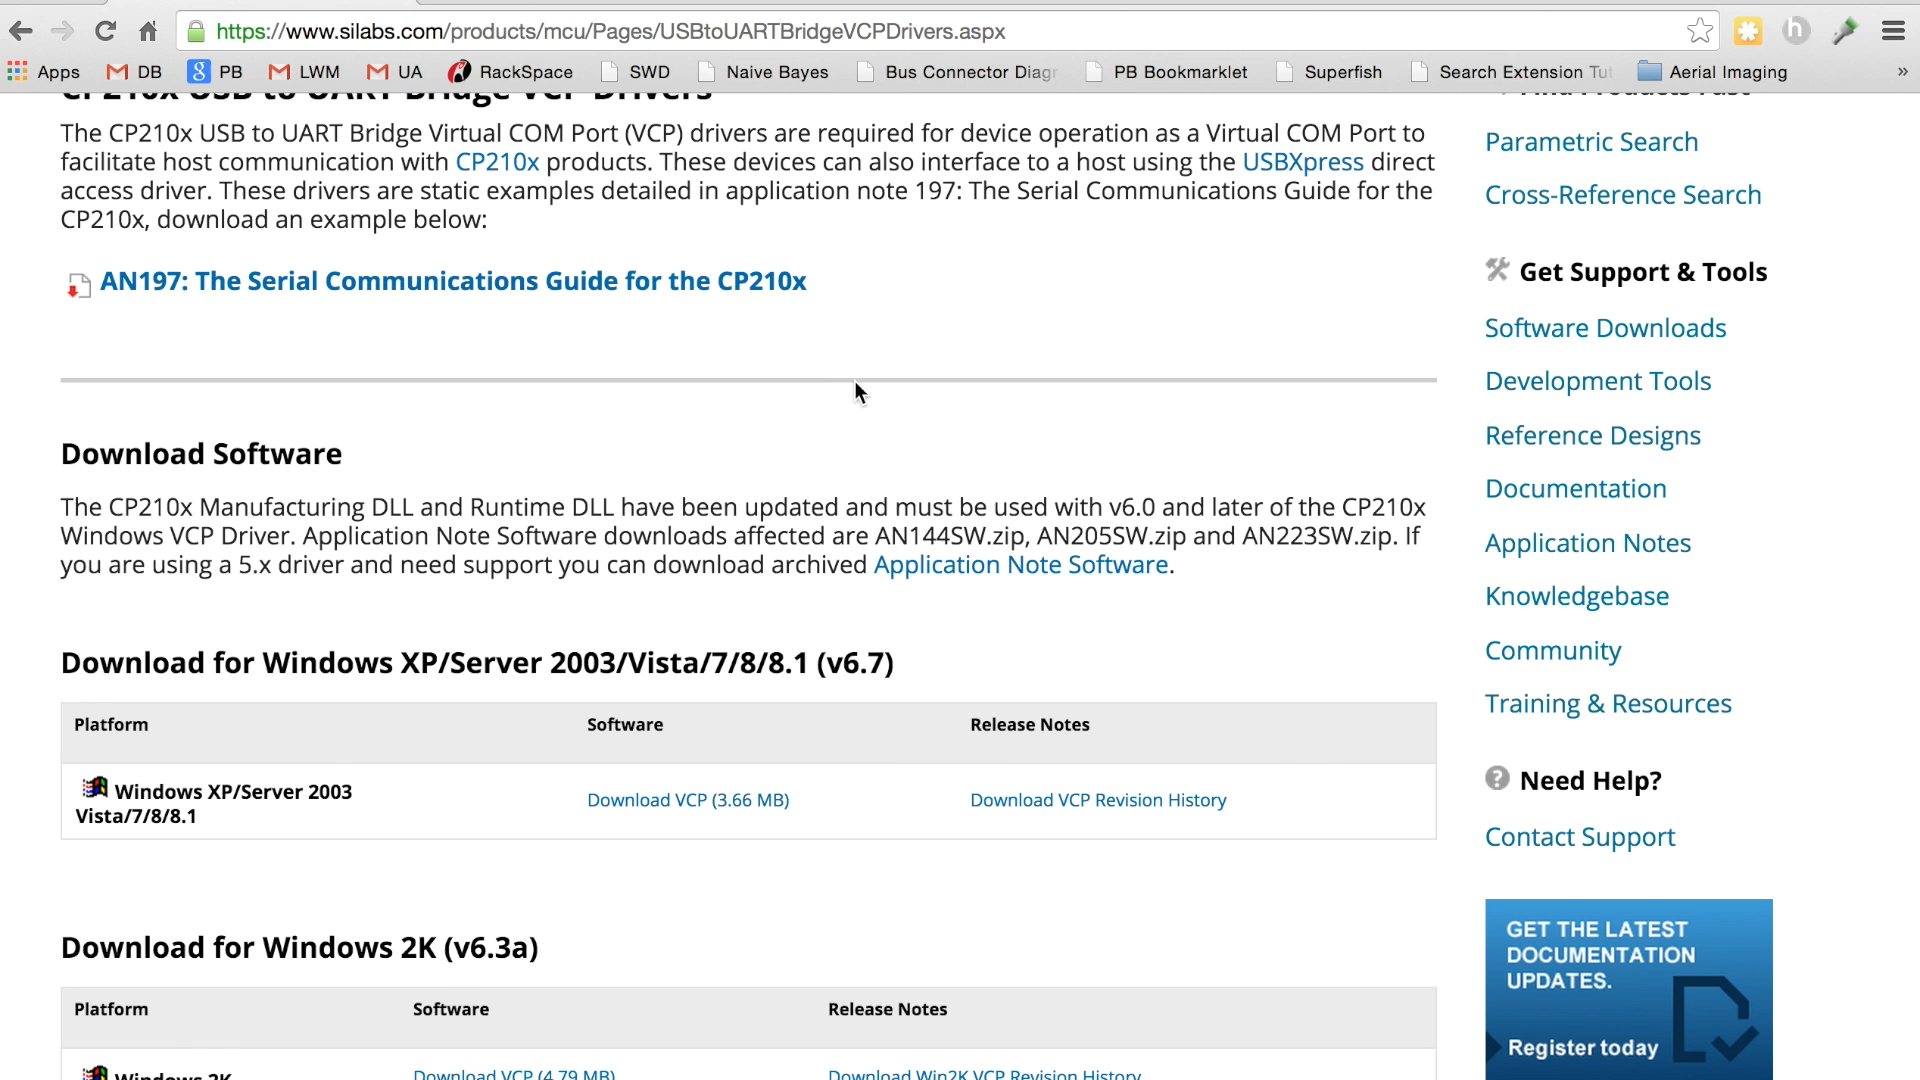 https://www.silabs.com/products/mcu/Pages/USBtoUARTBridgeVCPDrivers.aspx
Apps DB PB LWM UA RackSpace SWD Naive Bayes Bus Connector Diagr PB Bookmarklet Superfish Search Extension Tut Aerial Imaging »
CP210x USB to UART Bridge VCP Drivers
The CP210x USB to UART Bridge Virtual COM Port (VCP) drivers are required for device operation as a Virtual COM Port to
facilitate host communication with CP210x products. These devices can also interface to a host using the USBXpress direct
access driver. These drivers are static examples detailed in application note 197: The Serial Communications Guide for the
CP210x, download an example below:
AN197: The Serial Communications Guide for the CP210x
Download Software
The CP210x Manufacturing DLL and Runtime DLL have been updated and must be used with v6.0 and later of the CP210x
Windows VCP Driver. Application Note Software downloads affected are AN144SW.zip, AN205SW.zip and AN223SW.zip. If
you are using a 5.x driver and need support you can download archived Application Note Software.
Download for Windows XP/Server 2003/Vista/7/8/8.1 (v6.7)
Platform Software Release Notes
Windows XP/Server 2003
Vista/7/8/8.1
Download VCP (3.66 MB) Download VCP Revision History
Download for Windows 2K (v6.3a)
Platform Software Release Notes
Windows 2K Download VCP (4.79 MB) Download Win2K VCP Revision History
Find Products Fast
Parametric Search
Cross-Reference Search
Get Support & Tools
Software Downloads
Development Tools
Reference Designs
Documentation
Application Notes
Knowledgebase
Community
Training & Resources
Need Help?
Contact Support
GET THE LATEST
DOCUMENTATION
UPDATES.
Register today